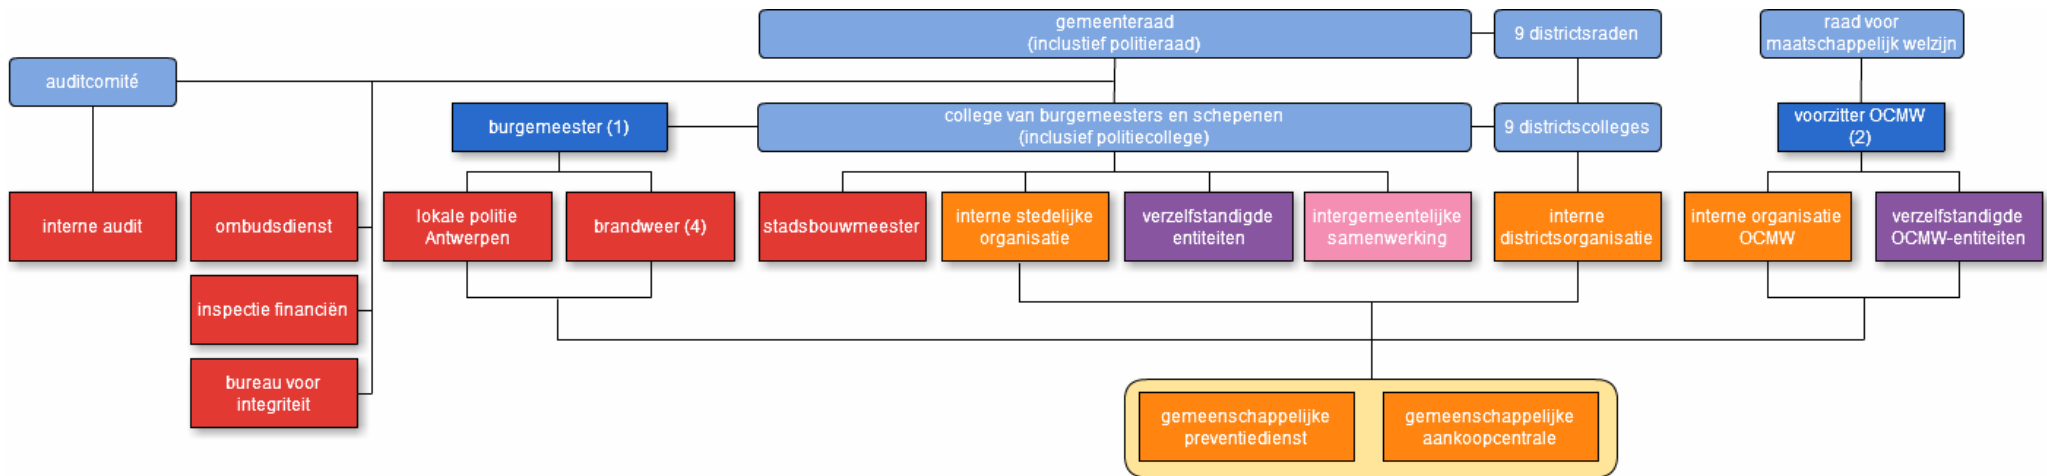 gemeenteraad
(inclustief politieraad)
9 districtsraden
raad voor
maatschappelijk welzijn
auditcomité
burgemeester (1)
college van burgemeesters en schepenen
(inclusief politiecollege)
9 districtscolleges
voorzitter OCMW
(2)
interne audit
ombudsdienst
lokale politie
Antwerpen
brandweer (4)
stadsbouwmeester
interne stedelijke
organisatie
verzelfstandigde
entiteiten
intergemeentelijke
samenwerking
interne
districtsorganisatie
interne organisatie
OCMW
verzelfstandigde
OCMW-entiteiten
inspectie financiën
bureau voor
integriteit
gemeenschappelijke
preventiedienst
gemeenschappelijke
aankoopcentrale